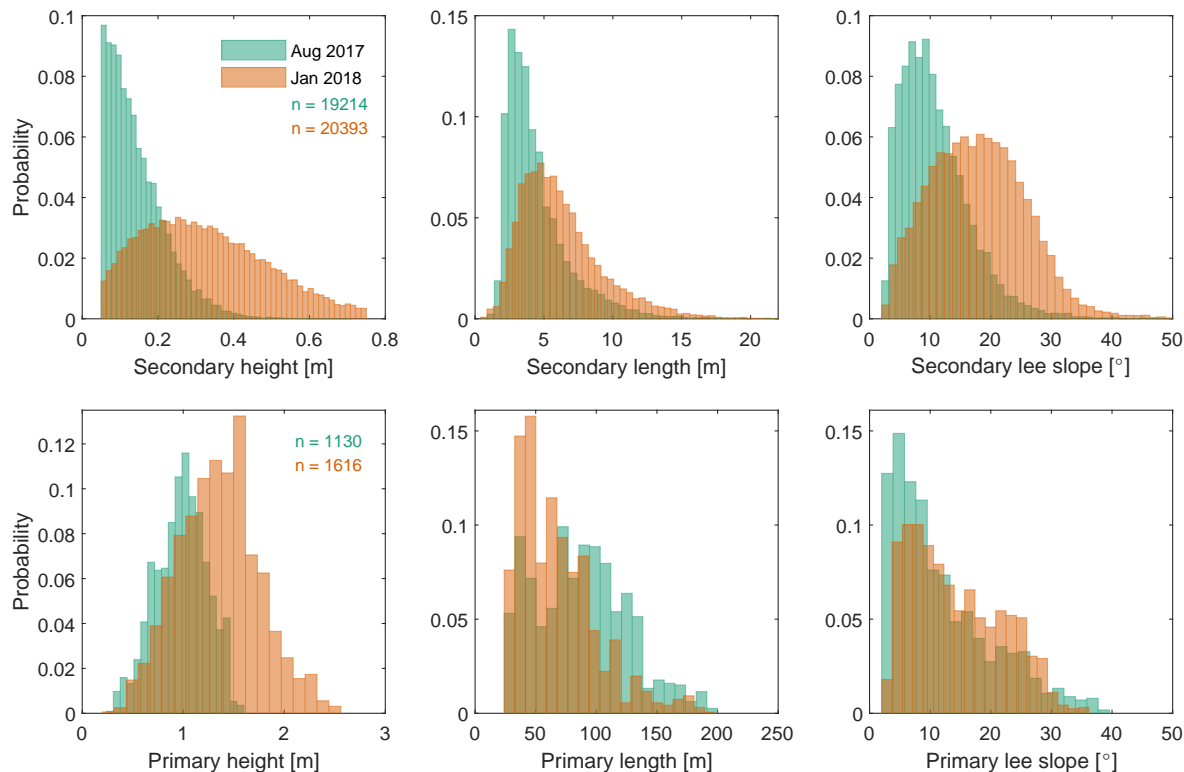 0.1
0.08
0.06
0.04
0.02
0
Probability
0.2 0.4 0.6 0.8
Secondary height [m]
Aug 2017
Jan 2018
n = 19214
n = 20393
0.15
0.10
0.05
0
0 5 10 15 20
Secondary length [m]
0.1
0.08
0.06
0.04
0.02
0
0 10 20 30 40 50
Secondary lee slope [°]
0.12
0.1
0.08
0.06
0.04
0.02
0
Probability
0 1 2 3
Primary height [m]
n = 1130
n = 1616
0.15
0.10
0.05
0
0 50 100 150 200 250
Primary length [m]
0.15
0.10
0.05
0
0 10 20 30 40 50
Primary lee slope [°]